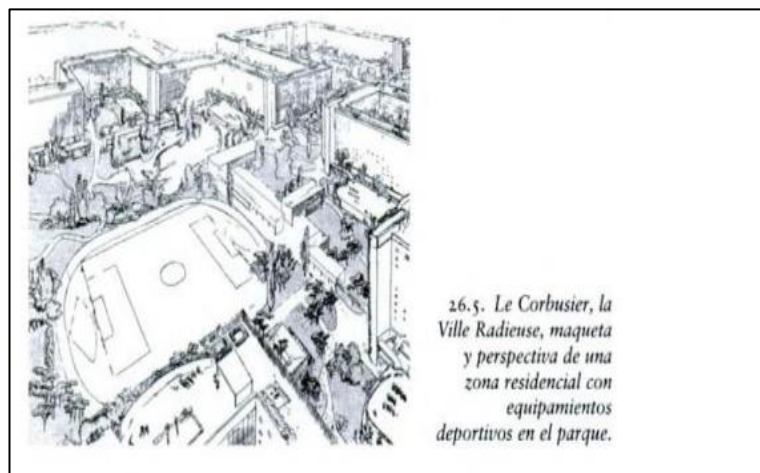 26.5. Le Corbusier, la
Ville Radieuse, maqueta
y perspectiva de una
zona residencial con
equipamientos
deportivos en el parque.